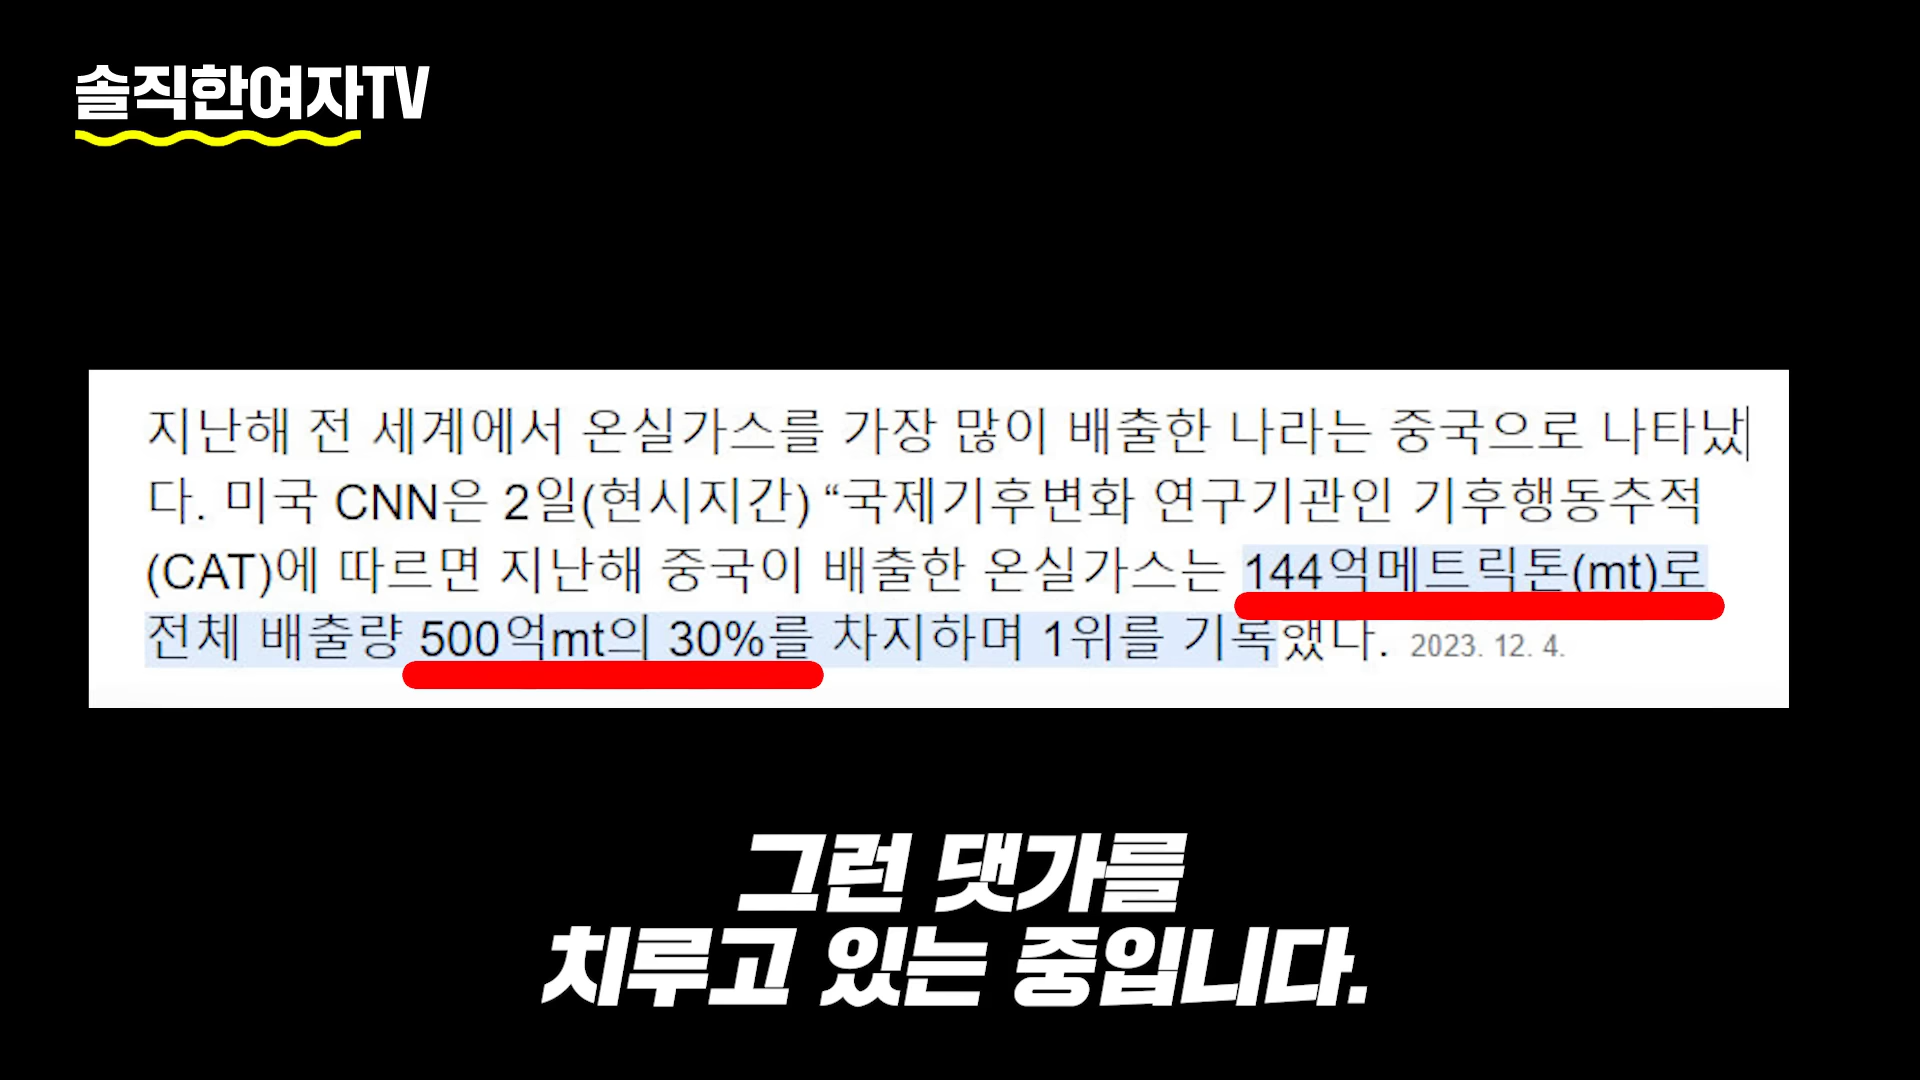 솔직한여자TV
지난해 전 세계에서 온실가스를 가장 많이 배출한 나라는 중국으로 나타났
다. 미국 CNN은 2일(현시지간) “국제기후변화 연구기관인 기후행동추적
(CAT)에 따르면 지난해 중국이 배출한 온실가스는 144억메트릭톤(mt)로
전체 배출량 500억mt의 30%를 차지하며 1위를 기록했다. 2023. 12. 4.
그런 댓가를
치루고 있는 중입니다.